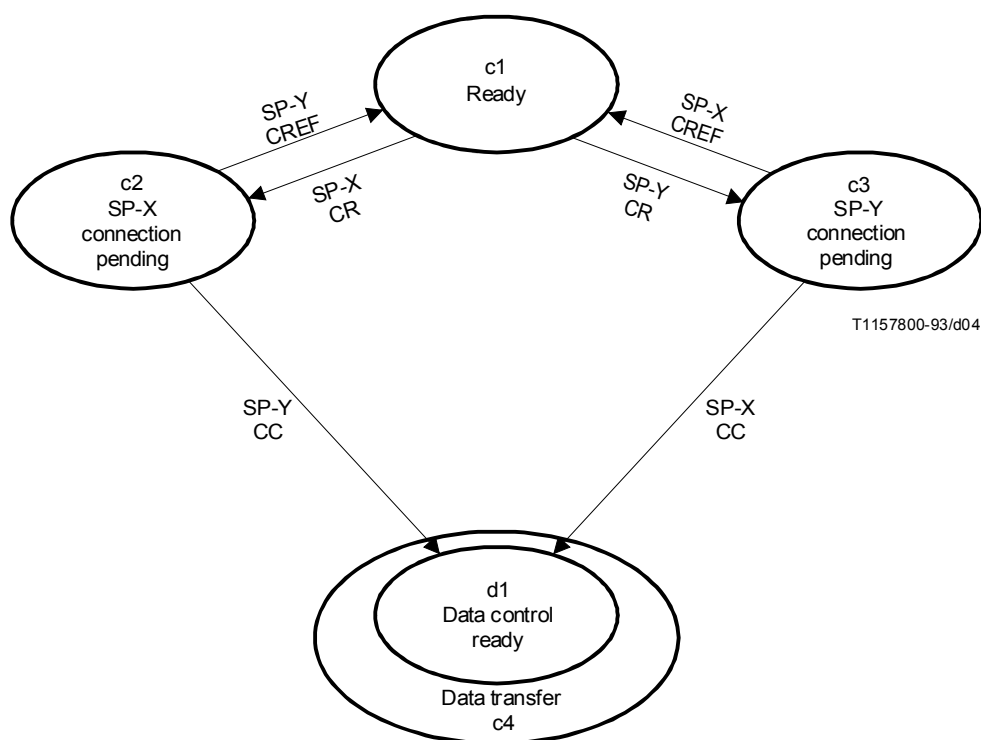 c1
Ready
SP-Y
CREF
SP-X
CR
SP-X
CREF
SP-Y
CR
c2
SP-X
connection
pending
c3
SP-Y
connection
pending
T1157800-93/d04
SP-Y
CC
SP-X
CC
d1
Data control
ready
Data transfer
c4